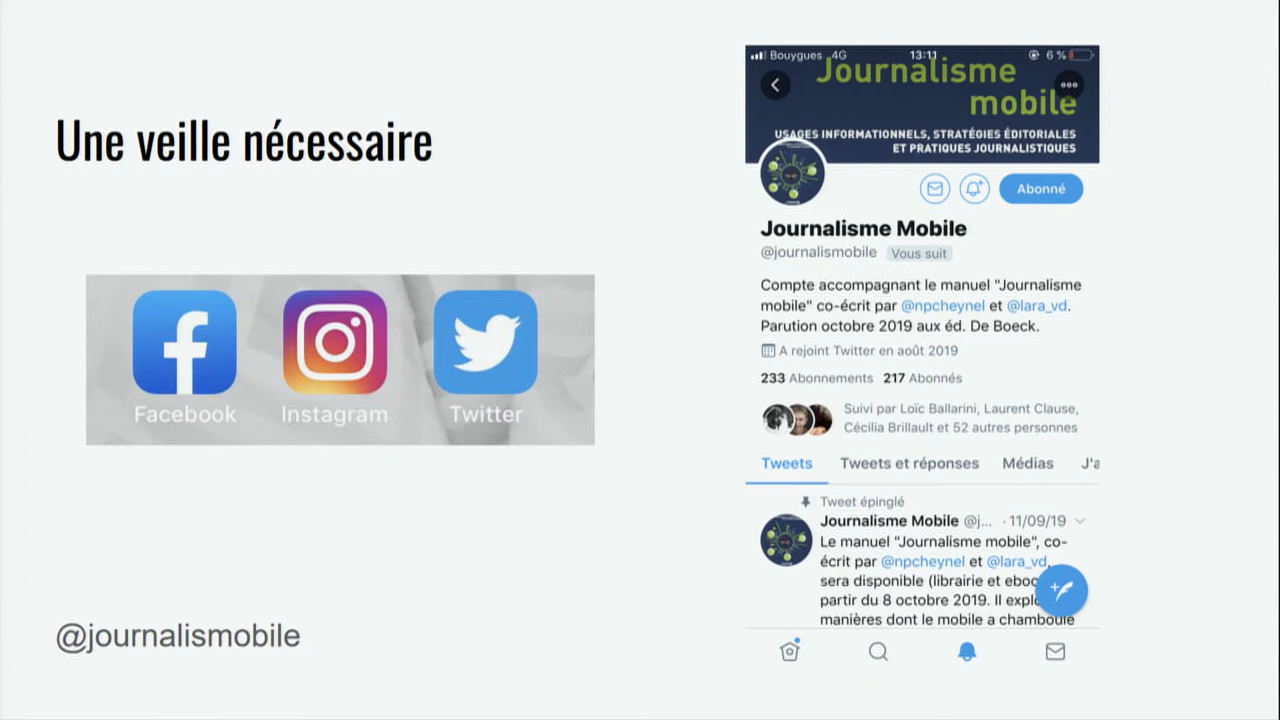 Une veille nécessaire
Facebook
Instagram
Twitter
@journalismobile
Bouygues 4G
13:11
6 %
Journalisme
mobile
USAGES INFORMATIONNELS, STRATÉGIES ÉDITORIALES
ET PRATIQUES JOURNALISTIQUES
Abonné
Journalisme Mobile
@journalismobile Vous suit
Compte accompagnant le manuel "Journalisme
mobile" co-écrit par @npcheynel et @lara_vd.
Parution octobre 2019 aux éd. De Boeck.
A rejoint Twitter en août 2019
233 Abonnements 217 Abonnés
Suivi par Loïc Ballarini, Laurent Clause,
Cécilia Brillault et 52 autres personnes
Tweets Tweets et réponses Médias J'a
Tweet épinglé
Journalisme Mobile @j... · 11/09/19
Le manuel "Journalisme mobile", co-
écrit par @npcheynel et @lara_vd,
sera disponible (librairie et eboo
partir du 8 octobre 2019. Il explo
manières dont le mobile a chamboulé